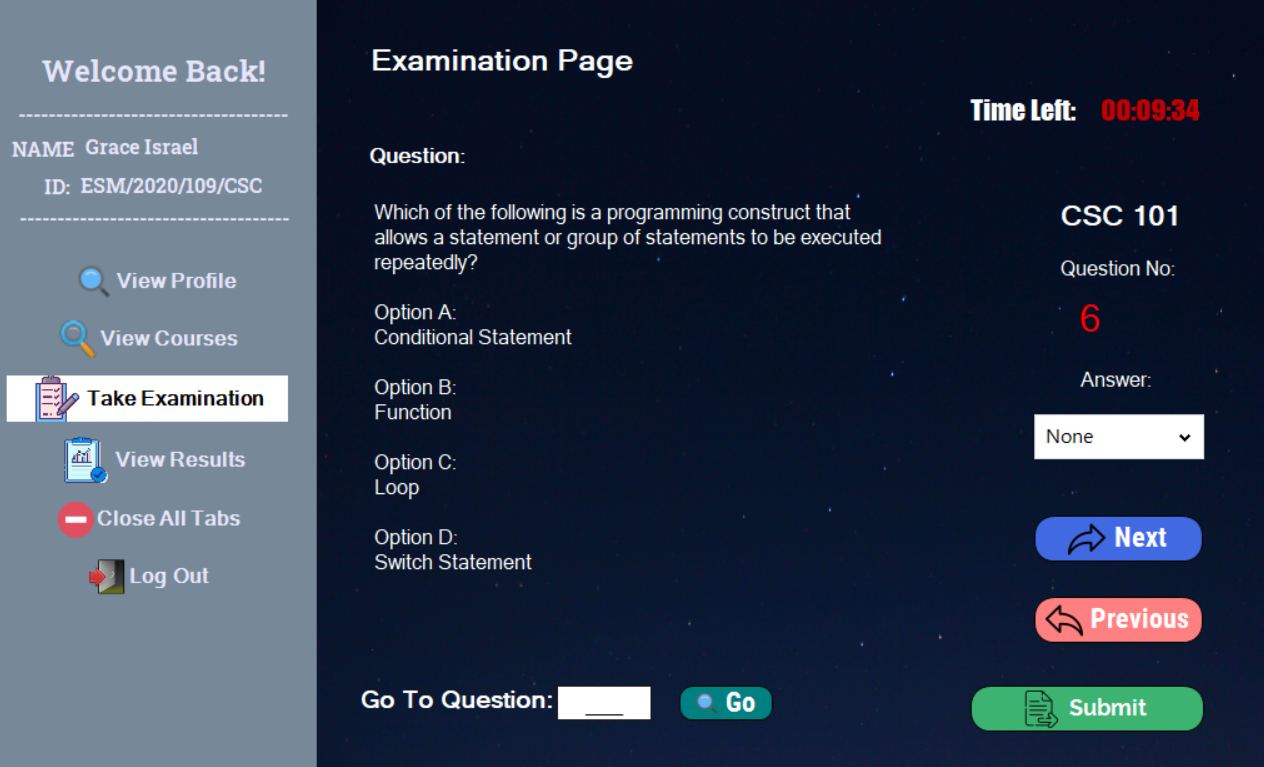 Welcome Back!
------------------------------------
NAME Grace Israel
ID: ESM/2020/109/CSC
------------------------------------
View Profile
View Courses
Take Examination
View Results
Close All Tabs
Log Out
Examination Page
Time Left: 00:09:34
Question:
Which of the following is a programming construct that
allows a statement or group of statements to be executed
repeatedly?
Option A:
Conditional Statement
Option B:
Function
Option C:
Loop
Option D:
Switch Statement
CSC 101
Question No:
6
Answer:
None
Next
Previous
Go To Question: ___
Go
Submit